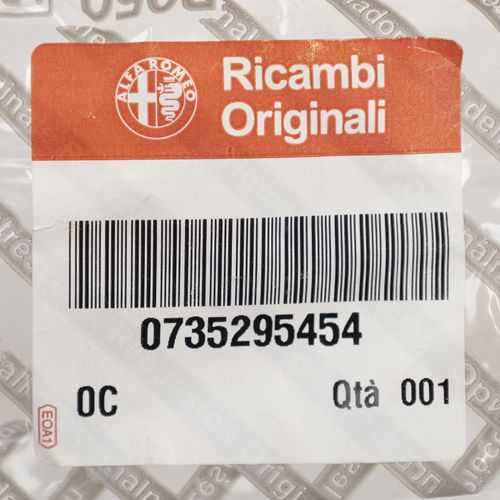 ALFA ROMEO
Ricambi
Originali
0735295454
0C
Qtà 001
EOA1